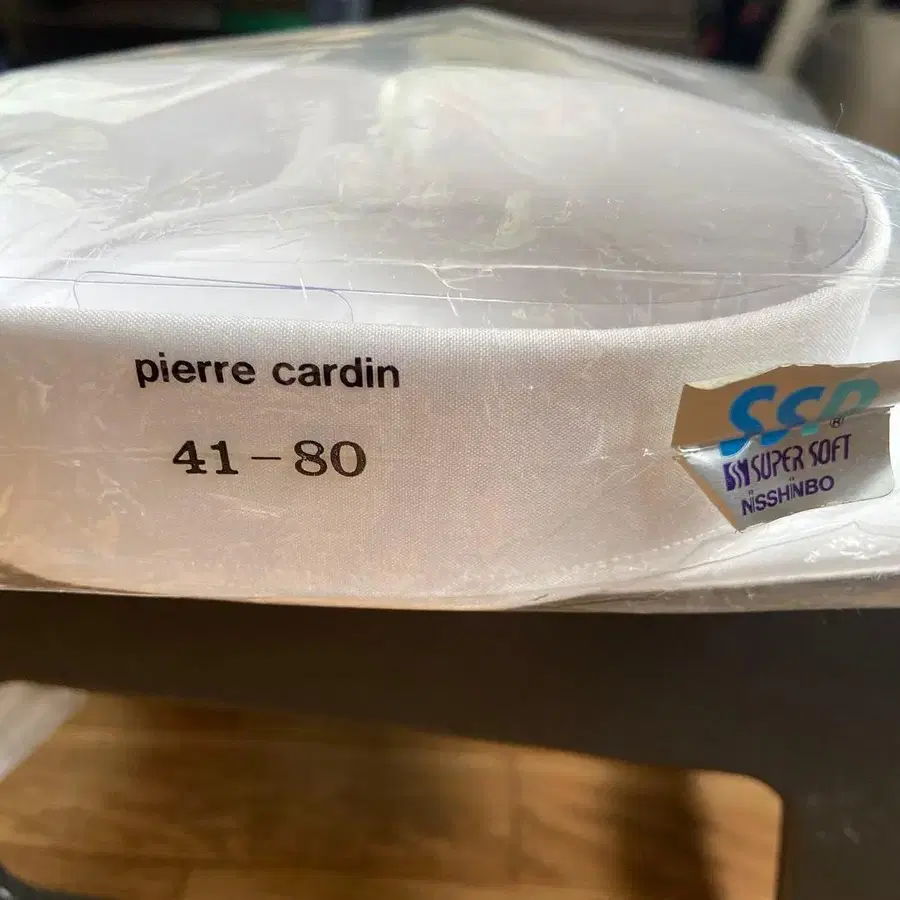 pierre cardin
41-80
SSP®
SUPER SOFT
NISSHINBO